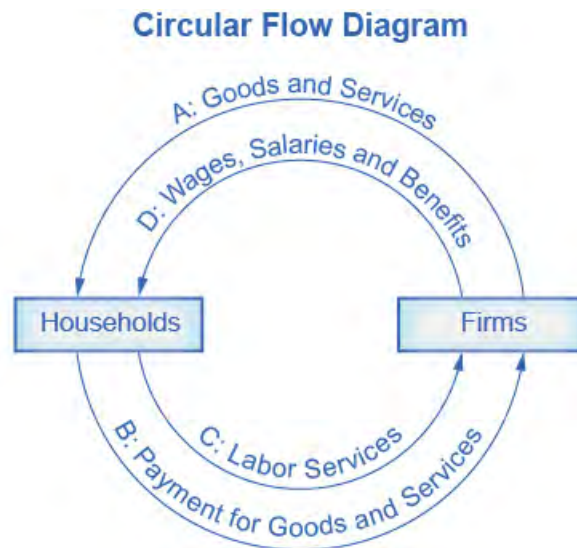 Circular Flow Diagram
A: Goods and Services
D: Wages, Salaries and Benefits
Households
Firms
C: Labor Services
B: Payment for Goods and Services